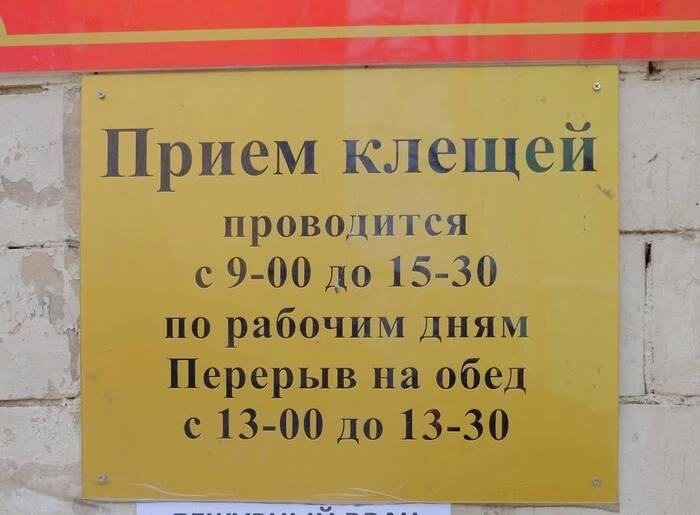 Прием клещей
проводится
с 9-00 до 15-30
по рабочим дням
Перерыв на обед
с 13-00 до 13-30